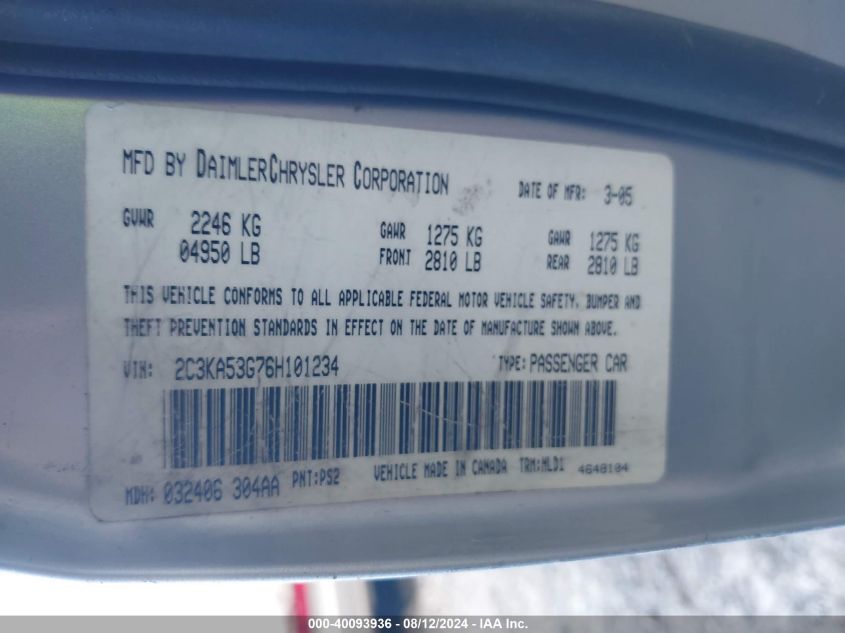 MFD BY DAIMLERCHRYSLER CORPORATION DATE OF MFR: 3-05
GVWR 2246 KG GAWR 1275 KG GAWR 1275 KG
04950 LB FRONT 2810 LB REAR 2810 LB
THIS VEHICLE CONFORMS TO ALL APPLICABLE FEDERAL MOTOR VEHICLE SAFETY, BUMPER AND
THEFT PREVENTION STANDARDS IN EFFECT ON THE DATE OF MANUFACTURE SHOWN ABOVE.
VIN: 2C3KA53G76H101234 TYPE: PASSENGER CAR
MDH: 032406 304AA PNT:PS2 VEHICLE MADE IN CANADA TRM:MLD1 4648104
000-40093936 - 08/12/2024 - IAA Inc.